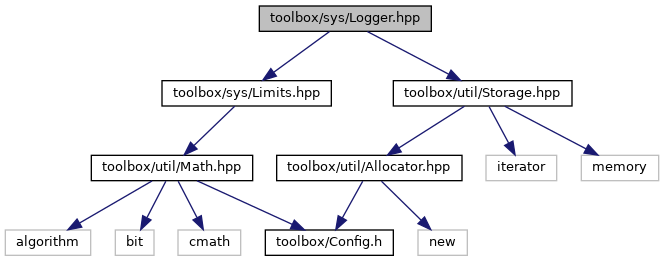 toolbox/sys/Logger.hpp
toolbox/sys/Limits.hpp
toolbox/util/Storage.hpp
toolbox/util/Math.hpp
toolbox/util/Allocator.hpp
iterator
memory
algorithm
bit
cmath
toolbox/Config.h
new